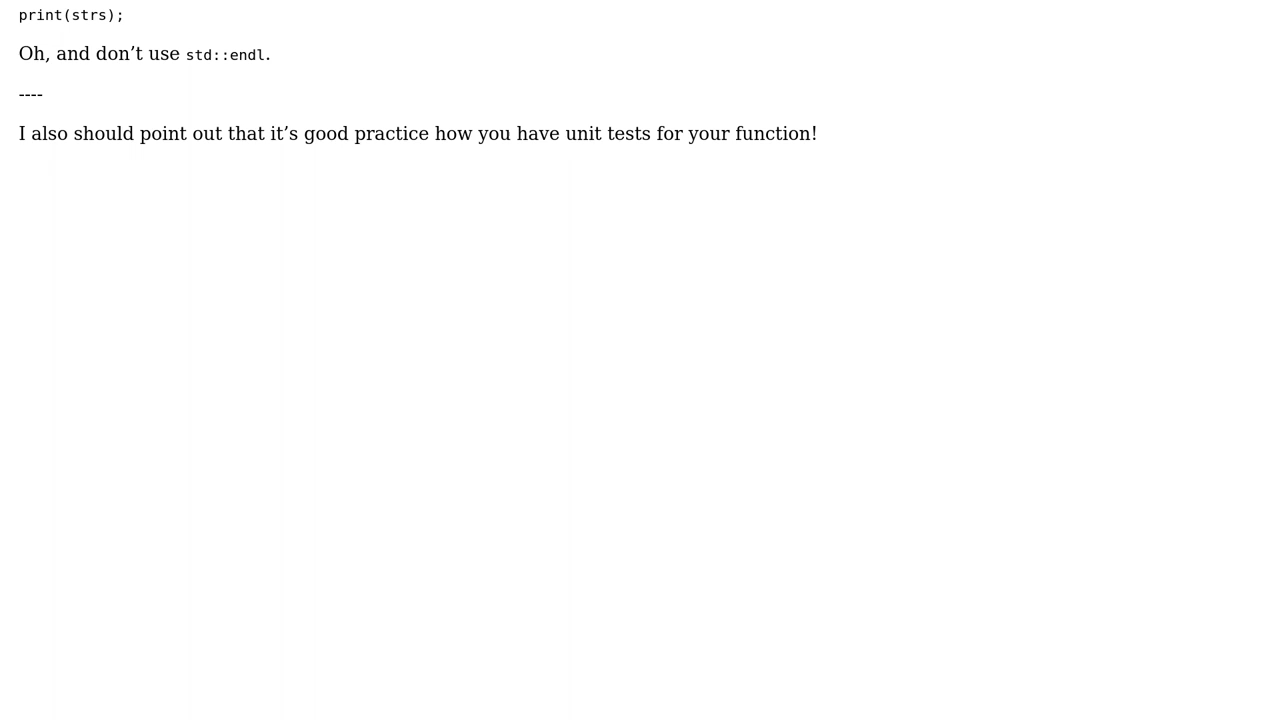 print(strs);
Oh, and don’t use std::endl.
----
I also should point out that it’s good practice how you have unit tests for your function!